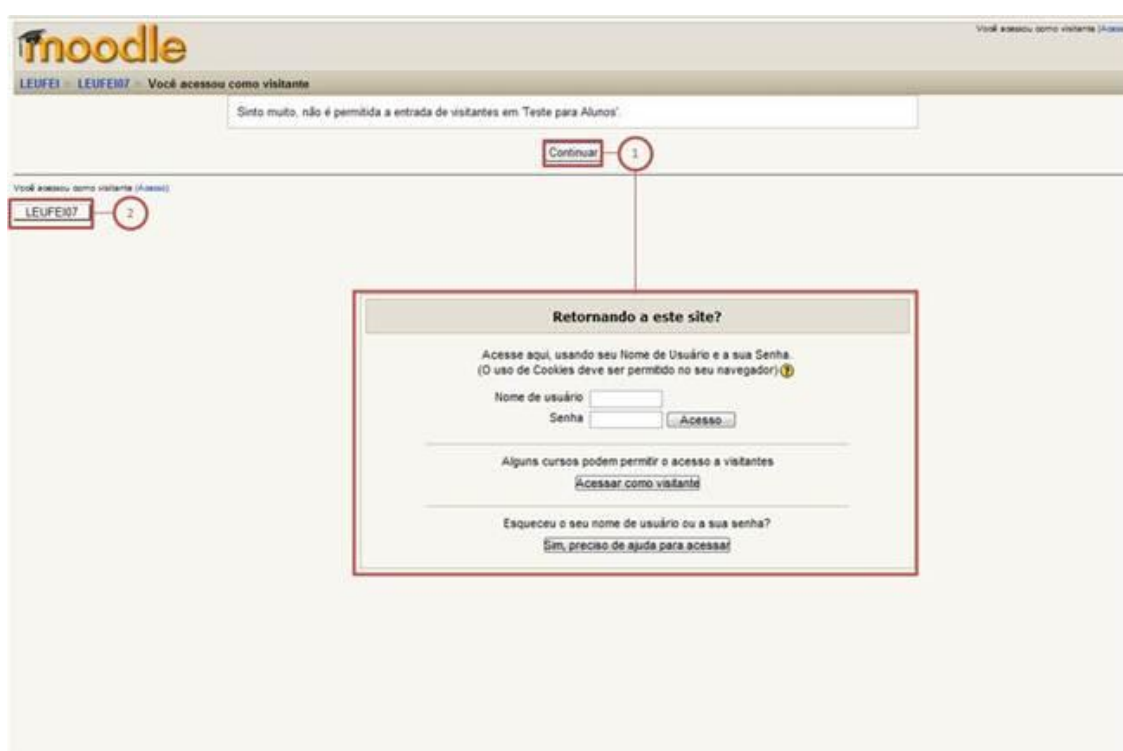 Você acessou como visitante
moodle
LEUFEI LEUFEI07 Você acessou como visitante
Sinto muito, não é permitida a entrada de visitantes em 'Teste para Alunos'.
Continuar 1
Você acessou como visitante (Acesso)
LEUFEI07 2
Retornando a este site?
Acesse aqui, usando seu Nome de Usuário e a sua Senha.
(O uso de Cookies deve ser permitido no seu navegador) ?
Nome de usuário
Senha Acesso
Alguns cursos podem permitir o acesso a visitantes
Acessar como visitante
Esqueceu o seu nome de usuário ou a sua senha?
Sim, preciso de ajuda para acessar